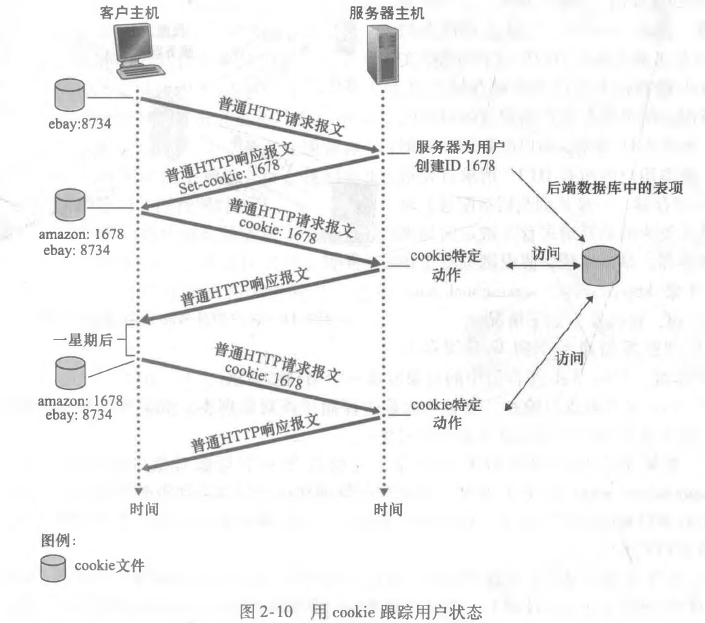 客户主机
服务器主机
ebay:8734
普通HTTP请求报文
服务器为用户
创建ID 1678
普通HTTP响应报文
Set-cookie: 1678
后端数据库中的表项
amazon: 1678
ebay: 8734
普通HTTP请求报文
cookie: 1678
cookie特定
动作
访问
普通HTTP响应报文
一星期后
访问
普通HTTP请求报文
cookie: 1678
amazon: 1678
ebay: 8734
cookie特定
动作
普通HTTP响应报文
时间
时间
图例:
cookie文件
图 2-10 用 cookie 跟踪用户状态